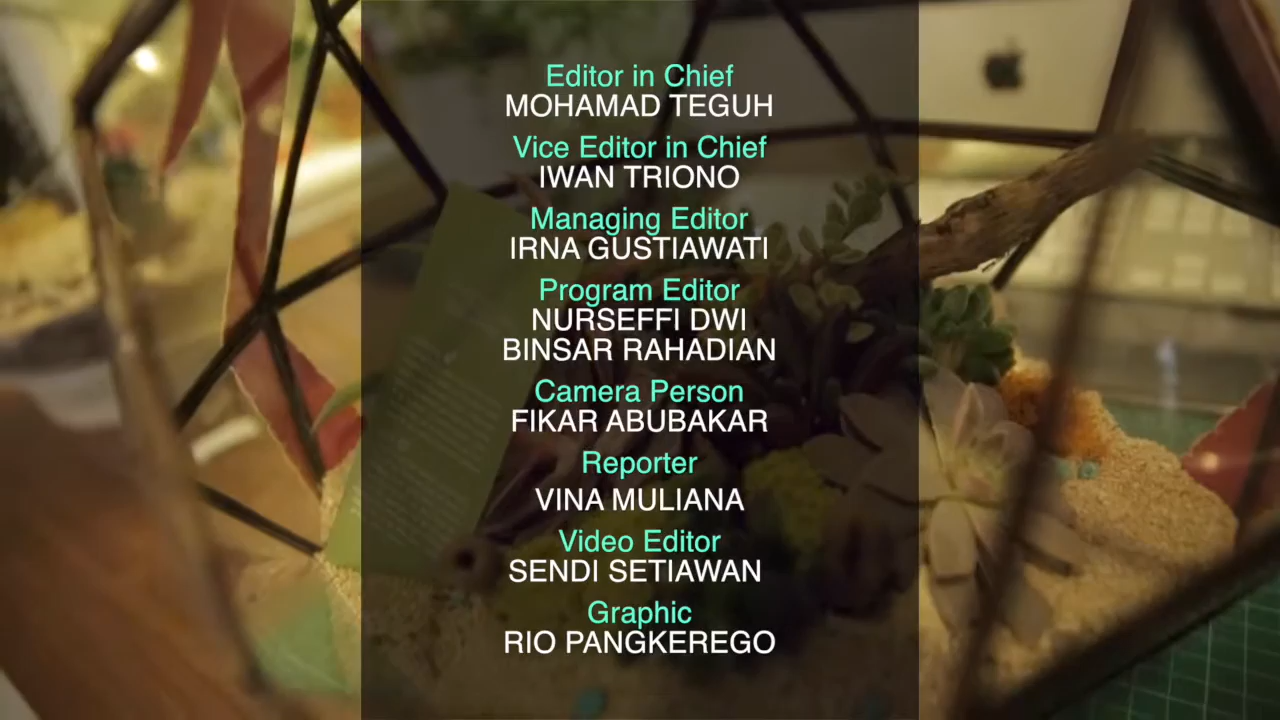 Editor in Chief
MOHAMAD TEGUH
Vice Editor in Chief
IWAN TRIONO
Managing Editor
IRNA GUSTIAWATI
Program Editor
NURSEFFI DWI
BINSAR RAHADIAN
Camera Person
FIKAR ABUBAKAR
Reporter
VINA MULIANA
Video Editor
SENDI SETIAWAN
Graphic
RIO PANGKEREGO